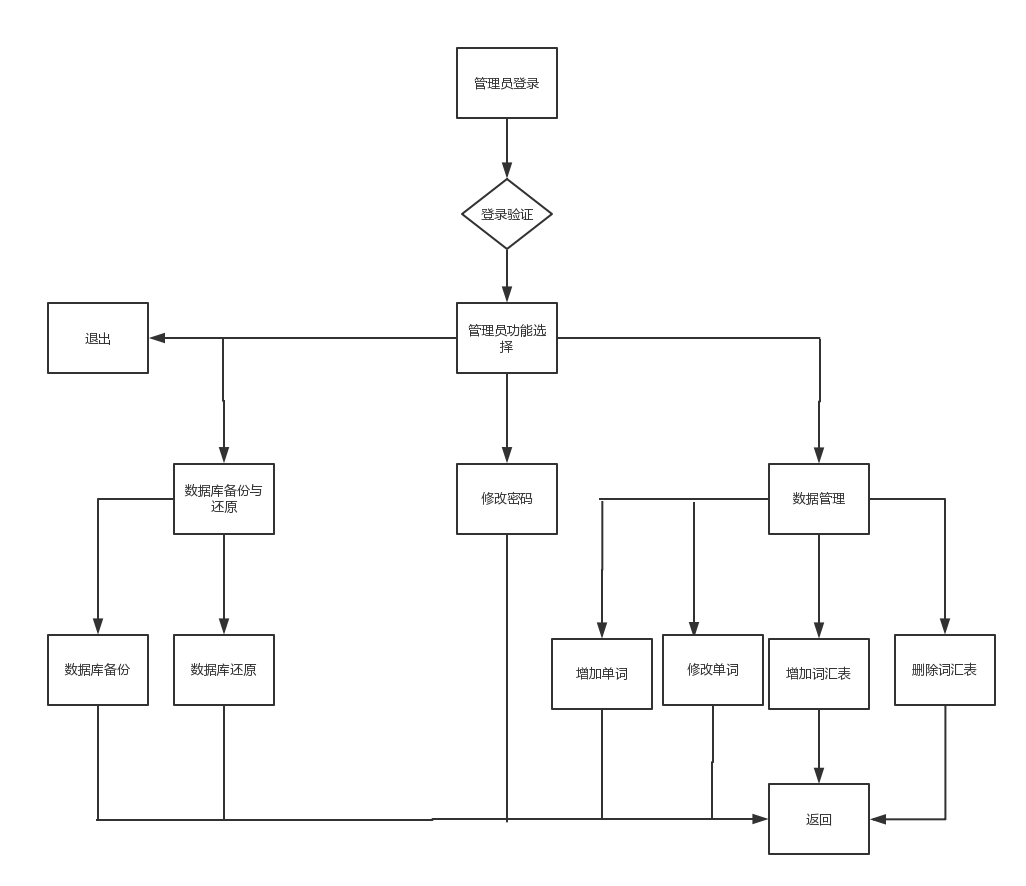 管理员登录
登录验证
退出
管理员功能选
择
数据库备份与
还原
修改密码
数据管理
数据库备份
数据库还原
增加单词
修改单词
增加词汇表
删除词汇表
返回